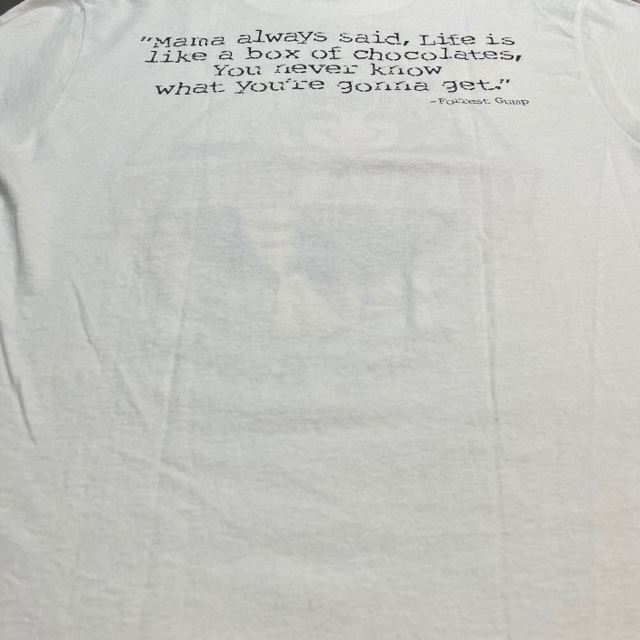 "Mama always said, Life is
like a box of chocolates,
You never know
what you're gonna get."
-Forrest Gump